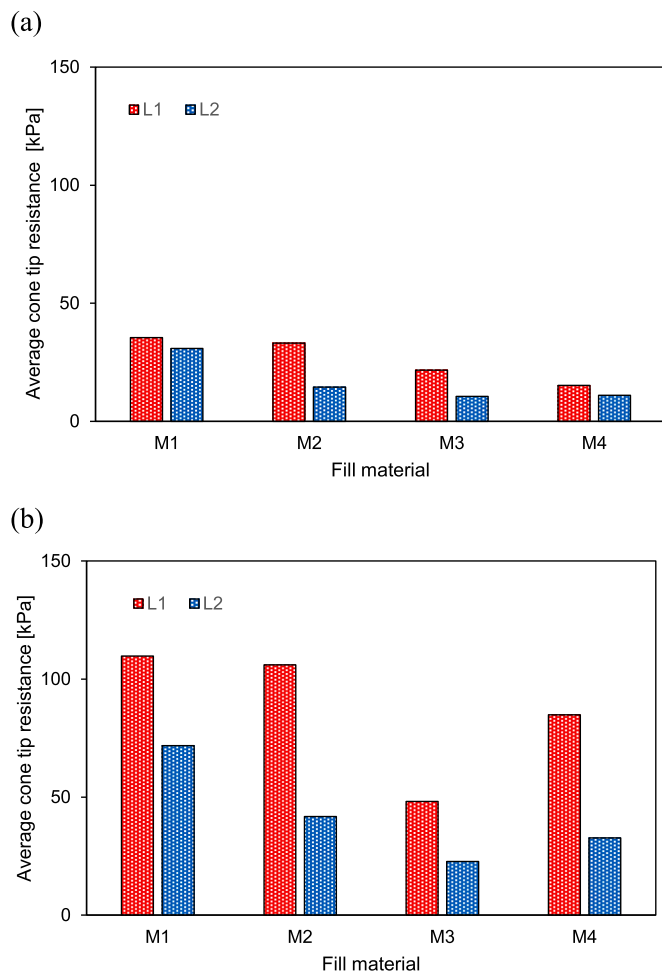 (a)
150
L1 L2
100
50
0
Average cone tip resistance [kPa]
M1 M2 M3 M4
Fill material
(b)
150
L1 L2
100
50
0
Average cone tip resistance [kPa]
M1 M2 M3 M4
Fill material